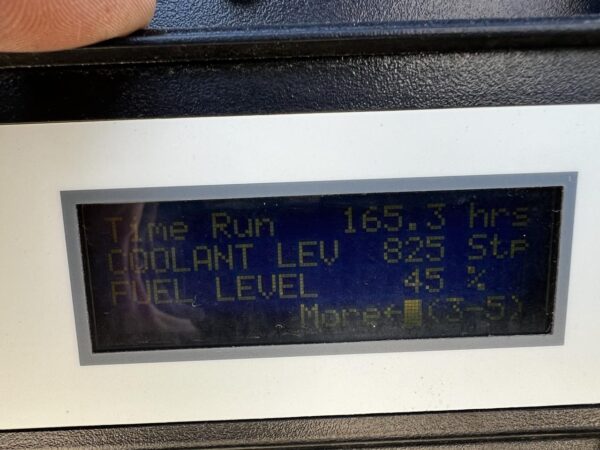 Time Run 165.3 hrs
COOLANT LEV 825 Stp
FUEL LEVEL 45 %
More↕█(3-5)